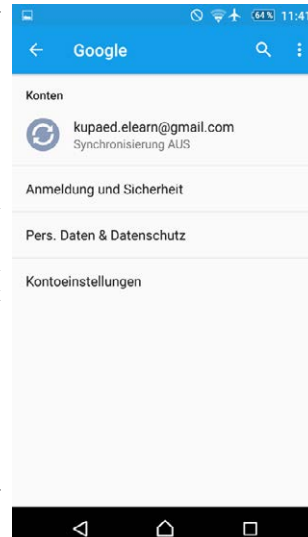 64% 11:41
Google
Konten
kupaed.elearn@gmail.com
Synchronisierung AUS
Anmeldung und Sicherheit
Pers. Daten & Datenschutz
Kontoeinstellungen